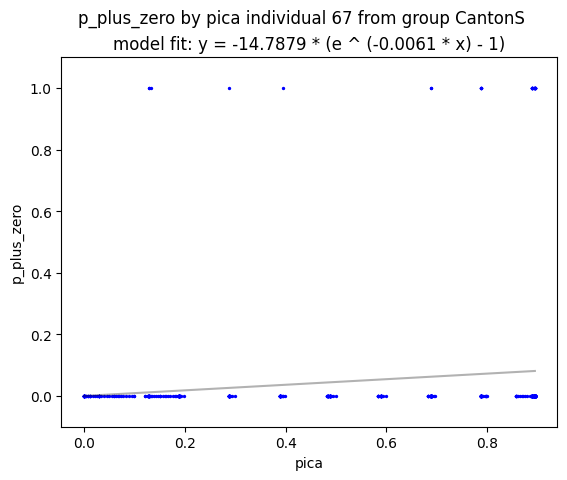 p_plus_zero by pica individual 67 from group CantonS
model fit: y = -14.7879 * (e ^ (-0.0061 * x) - 1)
1.0
0.8
0.6
0.4
0.2
0.0
p_plus_zero
0.0 0.2 0.4 0.6 0.8
pica